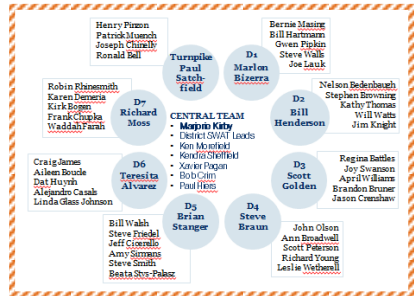 Henry Pinzon
Patrick Muench
Joseph Chinelly
Ronald Bell
Turnpike
Paul
Satch-
field
D1
Marlon
Bizerra
Bernie Masing
Bill Hartmann
Gwen Pipkin
Steve Walls
Joe Lauk
Robin Rhinesmith
Karen Demeria
Kirk Bogen
Frank Chupka
Waddah Farah
D7
Richard
Moss
CENTRAL TEAM
• Marjorie Kirby
• District SWAT Leads
• Ken Morefield
• Kendra Sheffield
• Xavier Pagan
• Bob Crim
• Paul Hiers
D2
Bill
Henderson
Nelson Bedenbaugh
Stephen Browning
Kathy Thomas
Will Watts
Jim Knight
Craig James
Aileen Boucle
Dat Huynh
Alejandro Casals
Linda Glass Johnson
D6
Teresita
Alvarez
D3
Scott
Golden
Regina Battles
Joy Swanson
April Williams
Brandon Bruner
Jason Crenshaw
Bill Walsh
Steve Friedel
Jeff Cicerello
Amy Sirmans
Steve Smith
Beata Stys-Palasz
D5
Brian
Stanger
D4
Steve
Braun
John Olson
Ann Broadwell
Scott Peterson
Richard Young
Leslie Wetherell